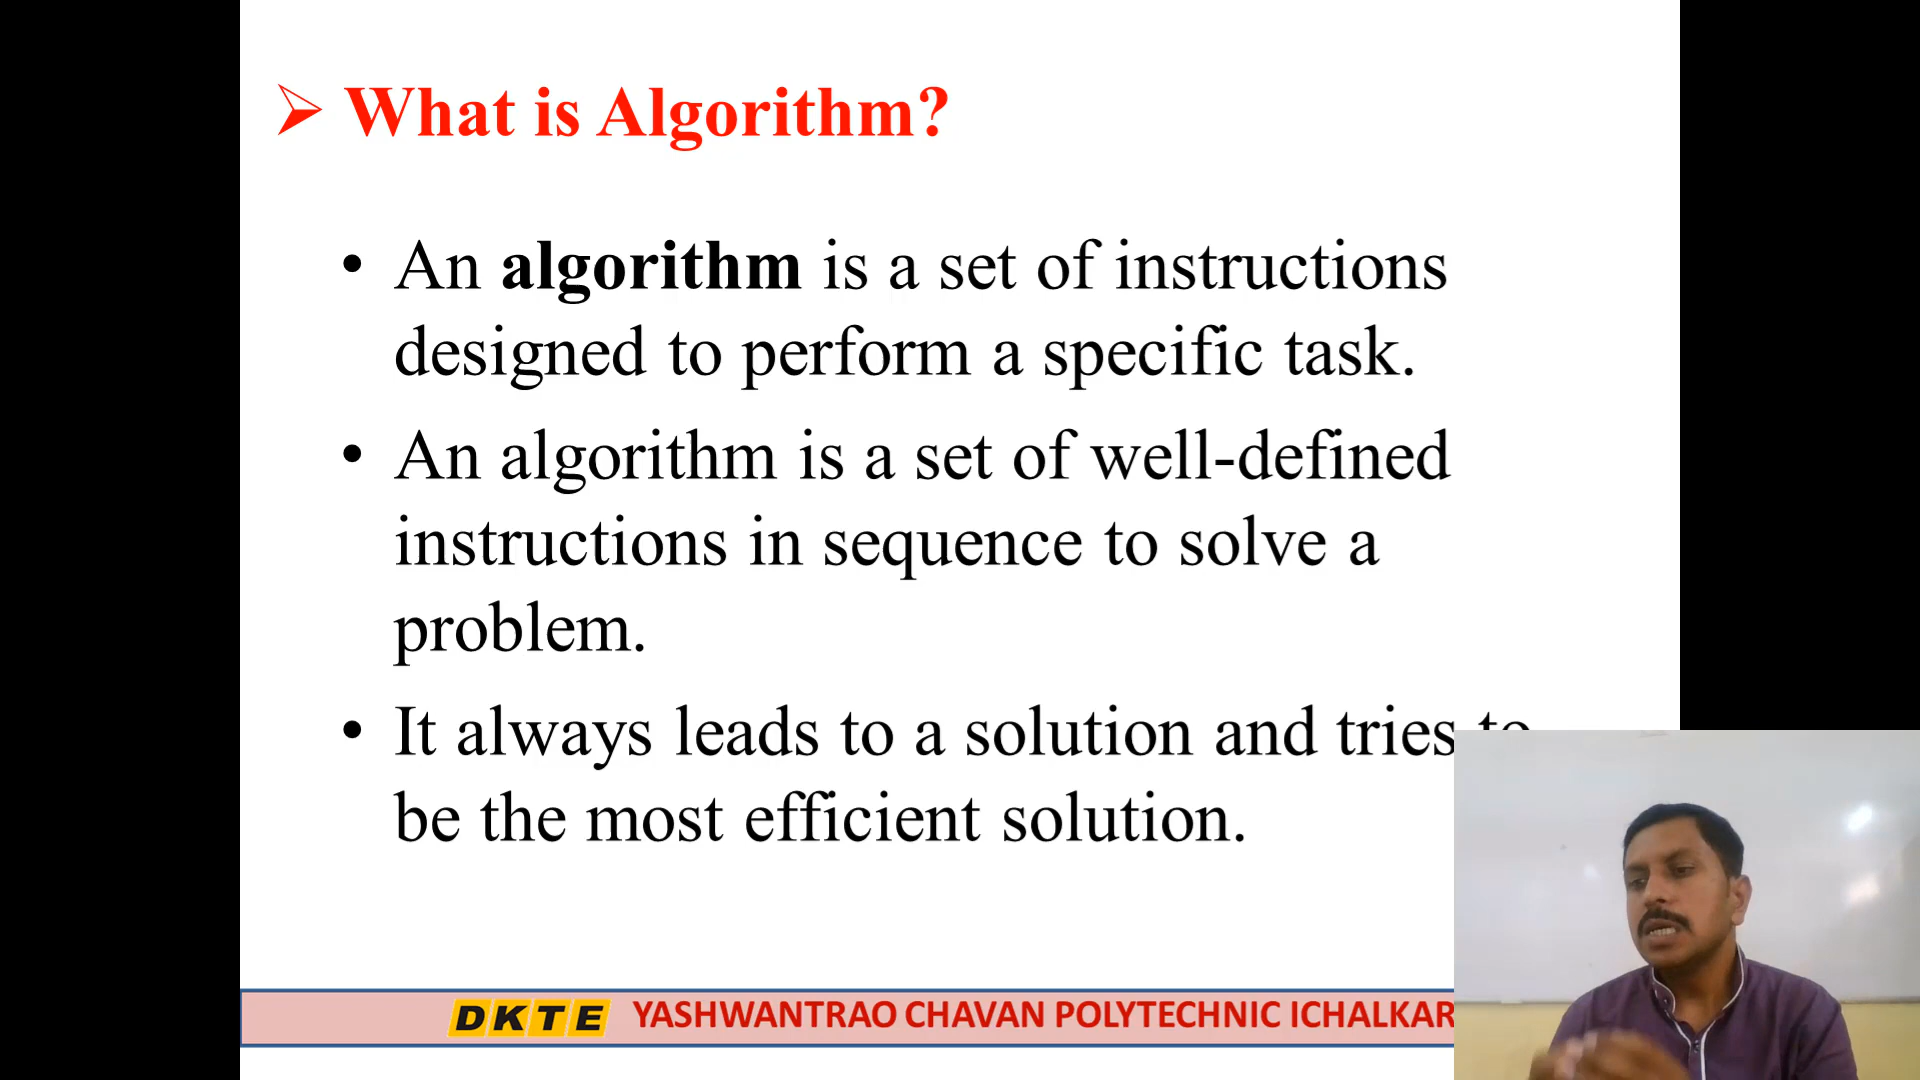 ➢ What is Algorithm?
• An algorithm is a set of instructions
designed to perform a specific task.
• An algorithm is a set of well-defined
instructions in sequence to solve a
problem.
• It always leads to a solution and tries to
be the most efficient solution.
DKTE YASHWANTRAO CHAVAN POLYTECHNIC